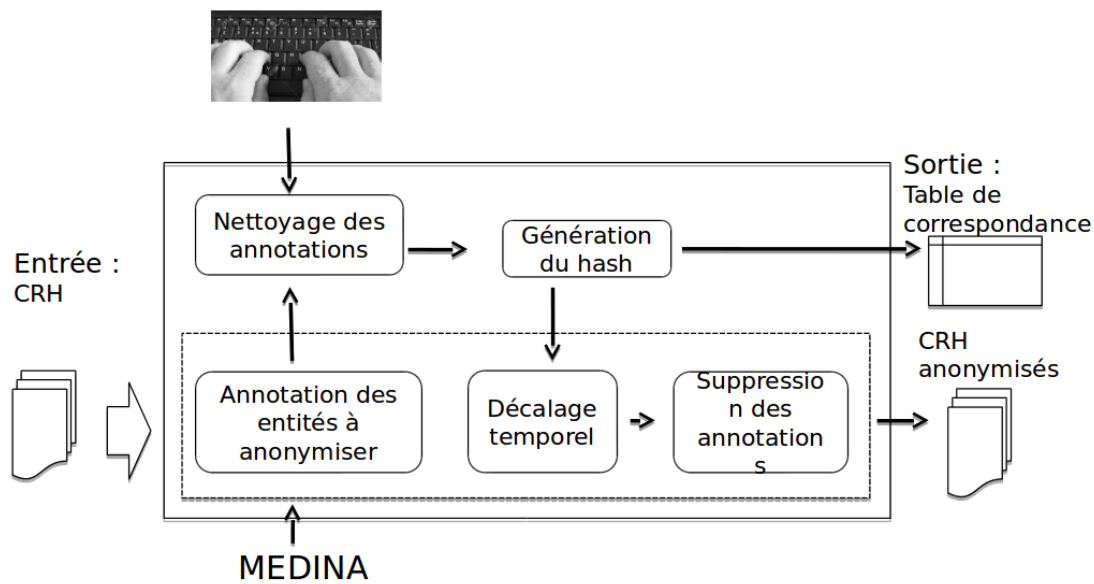 Entrée :
CRH
Nettoyage des
annotations
Génération
du hash
Sortie :
Table de
correspondance
Annotation des
entités à
anonymiser
Décalage
temporel
Suppressio
n des
annotation
s
CRH
anonymisés
MEDINA